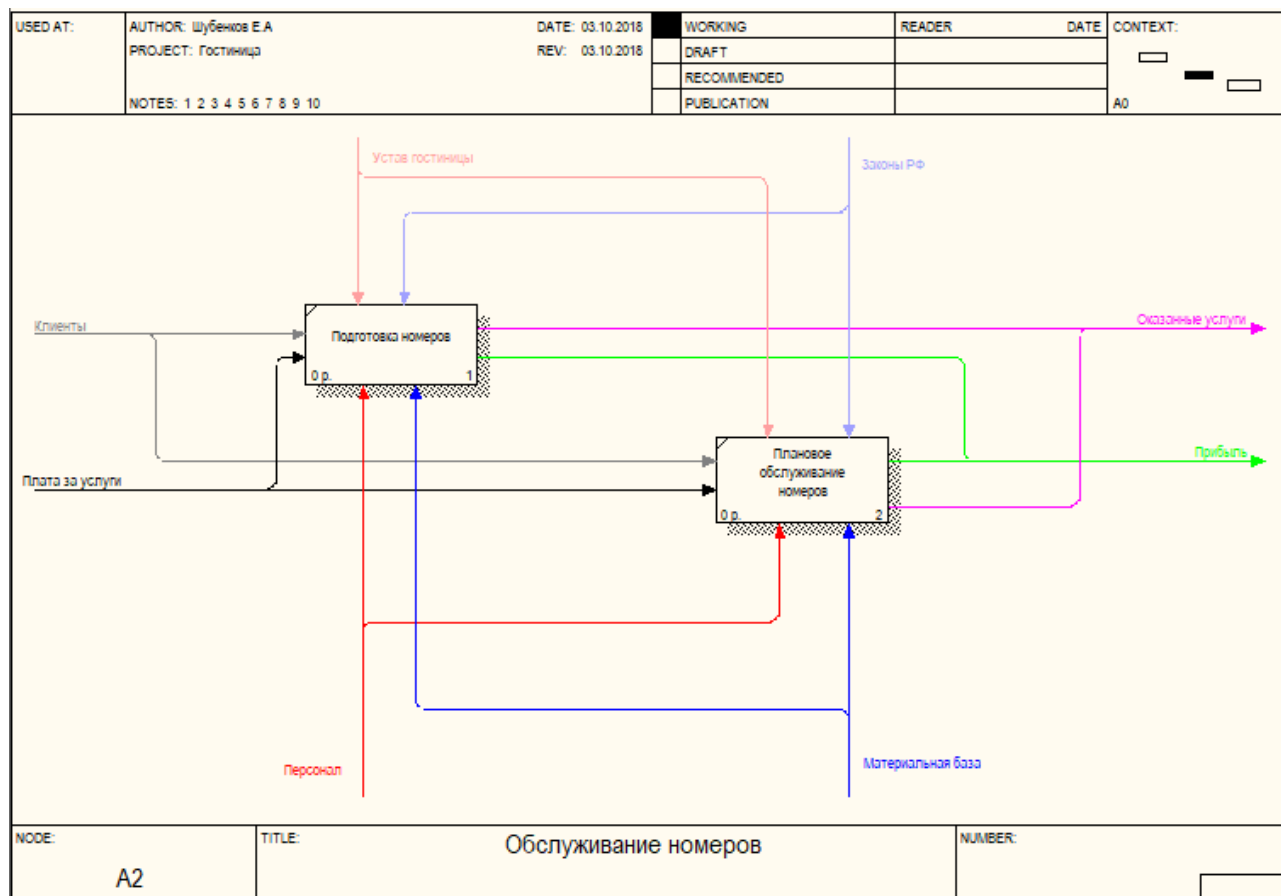 USED AT:
AUTHOR: Шубенков Е.А
DATE: 03.10.2018
WORKING
READER
DATE
CONTEXT:
PROJECT: Гостиница
REV: 03.10.2018
DRAFT
RECOMMENDED
NOTES: 1 2 3 4 5 6 7 8 9 10
PUBLICATION
A0
Устав гостиницы
Законы РФ
Клиенты
Подготовка номеров
0 р.
1
Оказанные услуги
Плановое
обслуживание
номеров
0 р.
2
Прибыль
Плата за услуги
Персонал
Материальная база
NODE:
TITLE:
Обслуживание номеров
NUMBER:
A2